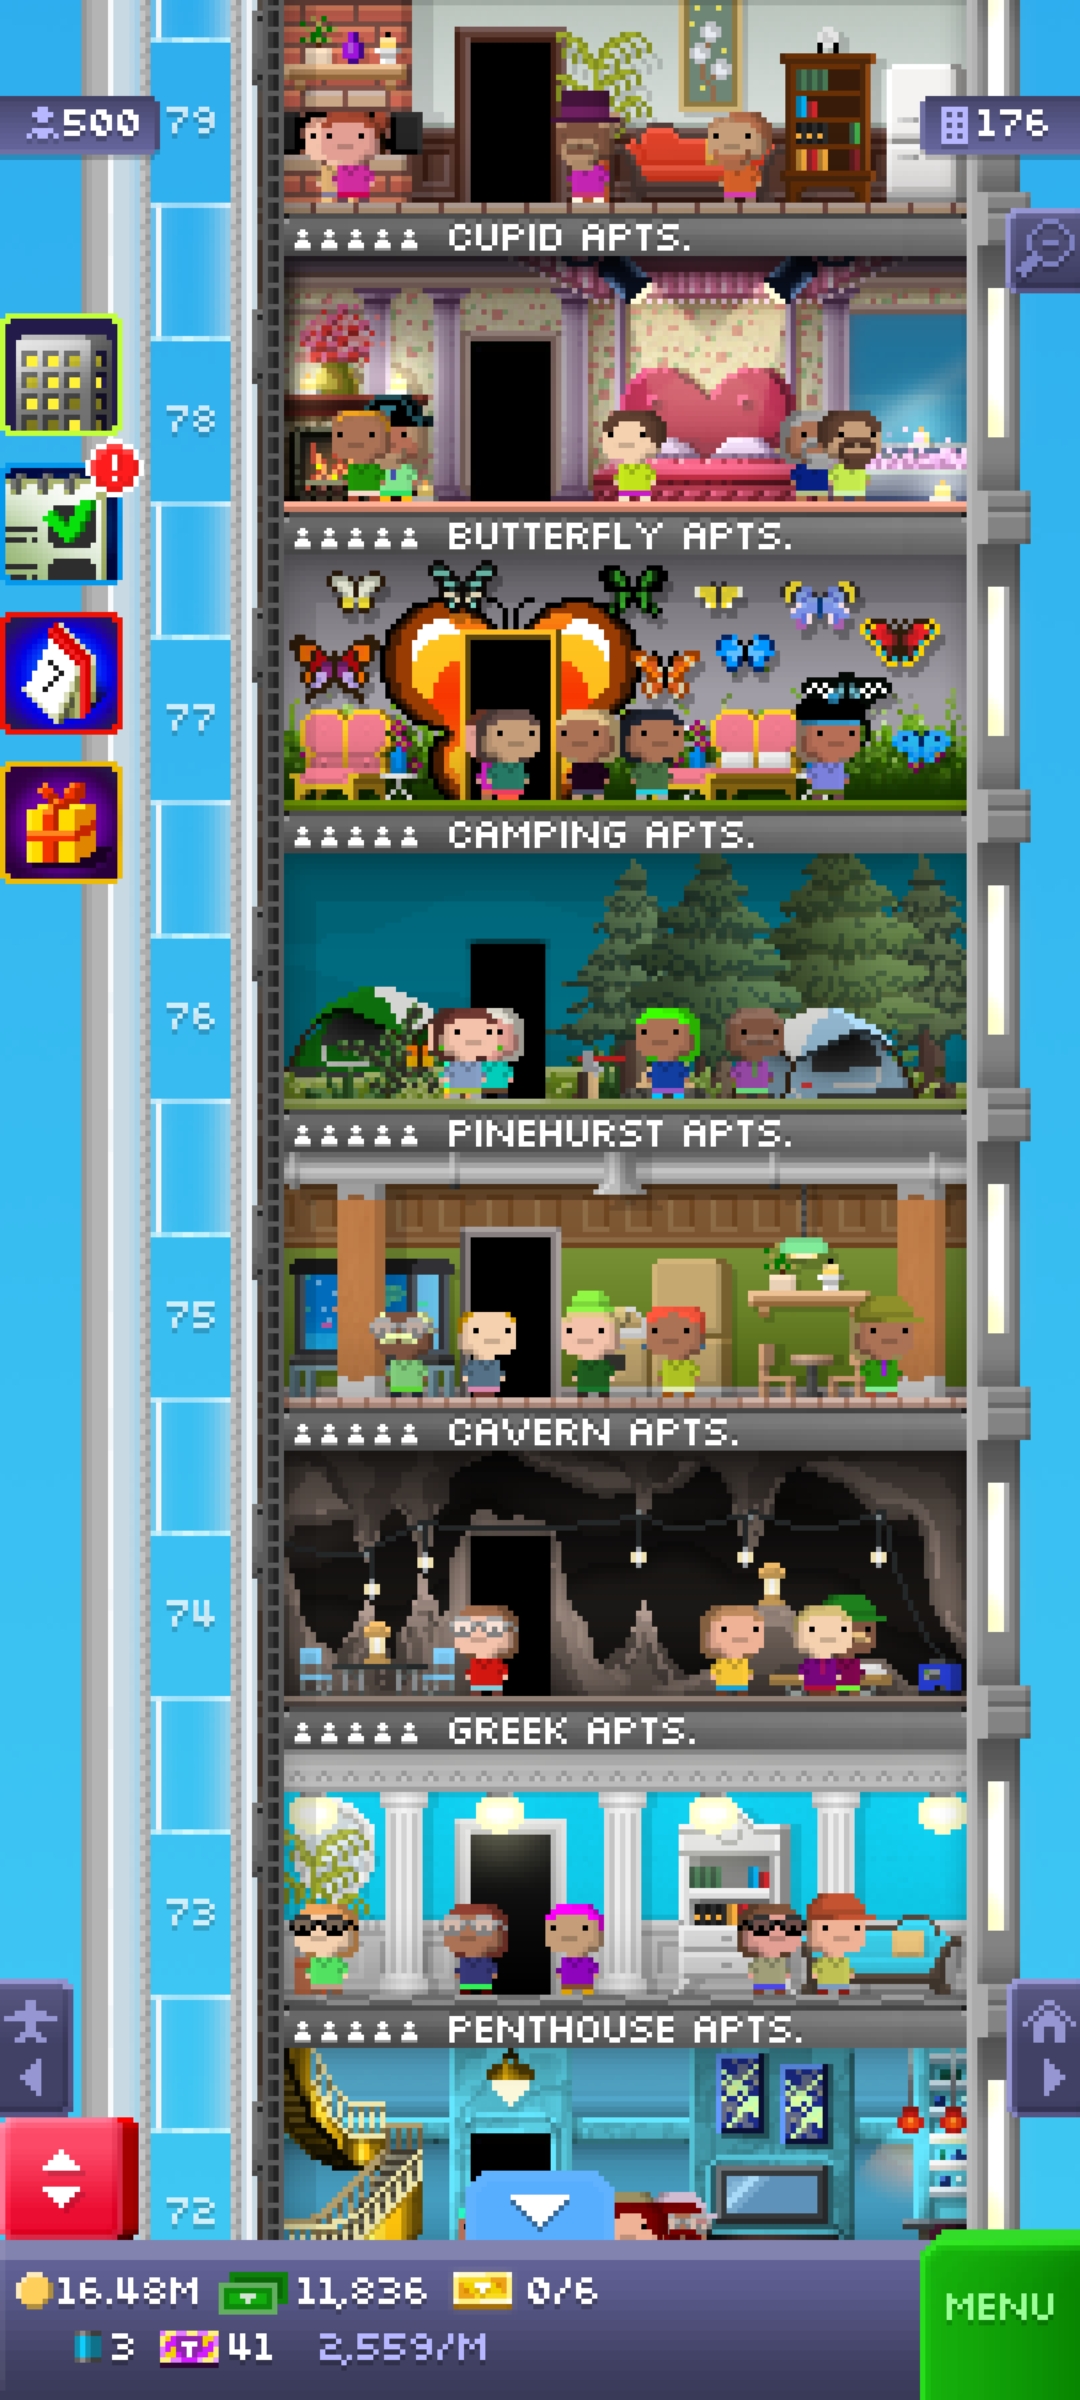 79
500
176
CUPID APTS.
78
BUTTERFLY APTS.
77
CAMPING APTS.
76
PINEHURST APTS.
75
CAVERN APTS.
74
GREEK APTS.
73
PENTHOUSE APTS.
72
16.48M 11,836 0/6
3 41 2,559/M
MENU